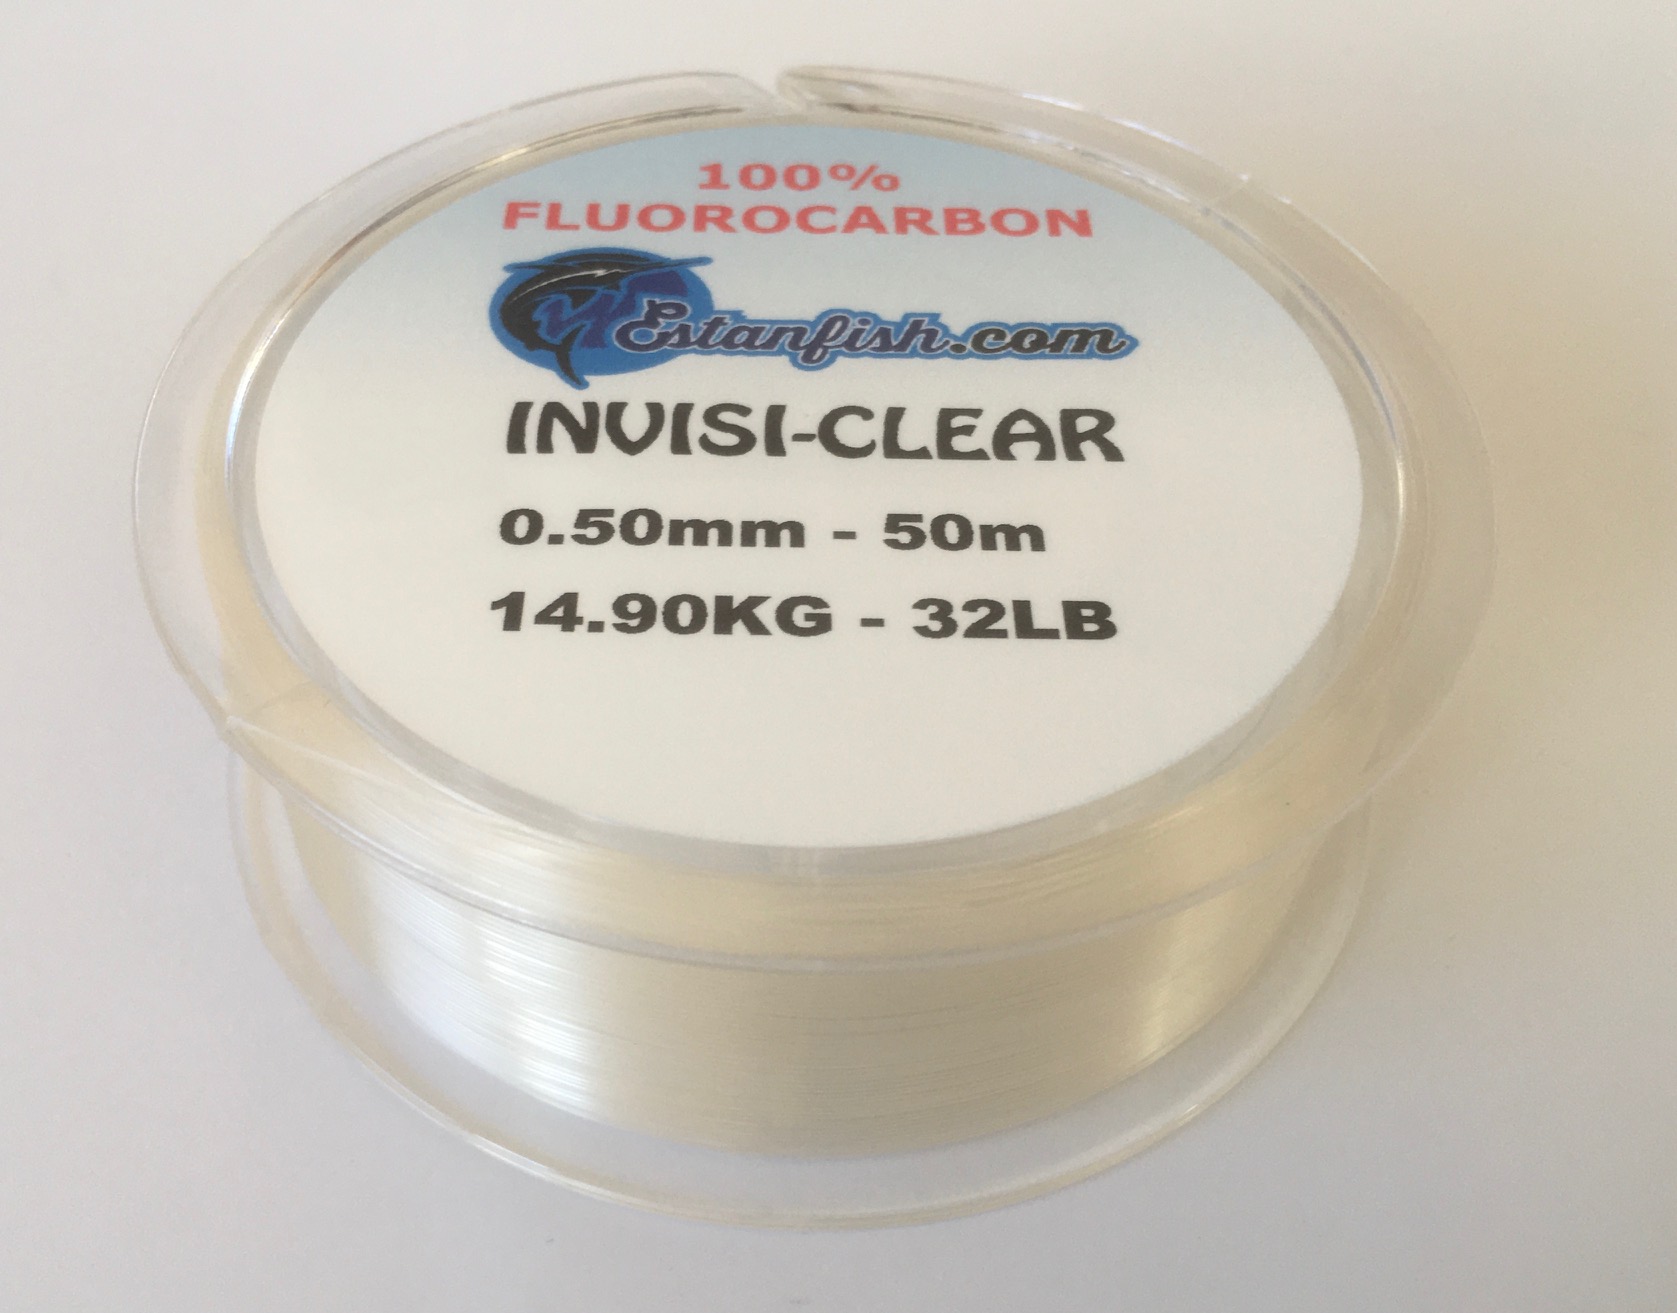 100%
FLUOROCARBON
Estanfish.com
INVISI-CLEAR
0.50mm - 50m
14.90KG - 32LB